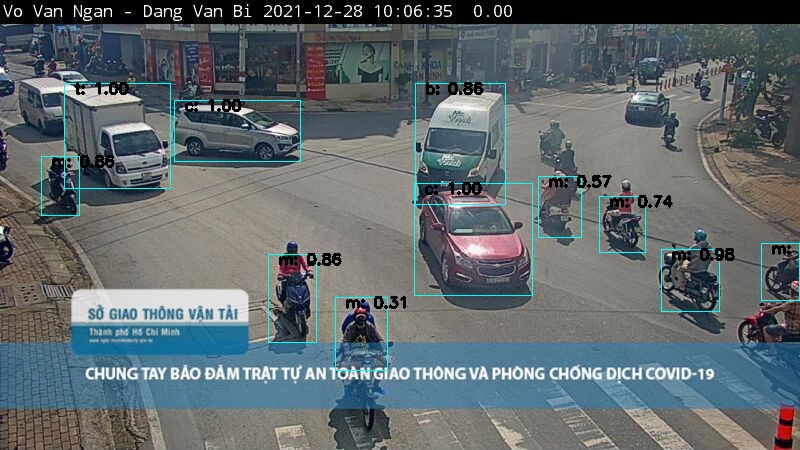 Vo Van Ngan - Dang Van Bi 2021-12-28 10:06:35 0.00
t: 1.00
c: 1.00
b: 0.86
m: 0.86
c: 1.00
m: 0.57
m: 0.74
m: 0.98
m:
m: 0.86
m: 0.31
SỞ GIAO THÔNG VẬN TẢI
Thành phố Hồ Chí Minh
CHUNG TAY BẢO ĐẢM TRẬT TỰ AN TOÀN GIAO THÔNG VÀ PHÒNG CHỐNG DỊCH COVID-19